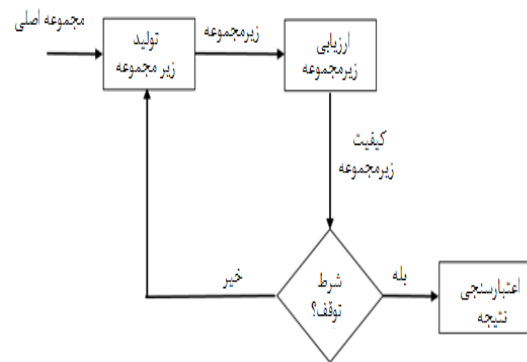 مجموعه اصلی
تولید
زیر مجموعه
زیرمجموعه
ارزیابی
زیرمجموعه
کیفیت
زیرمجموعه
شرط
توقف؟
خیر
بله
اعتبارسنجی
نتیجه